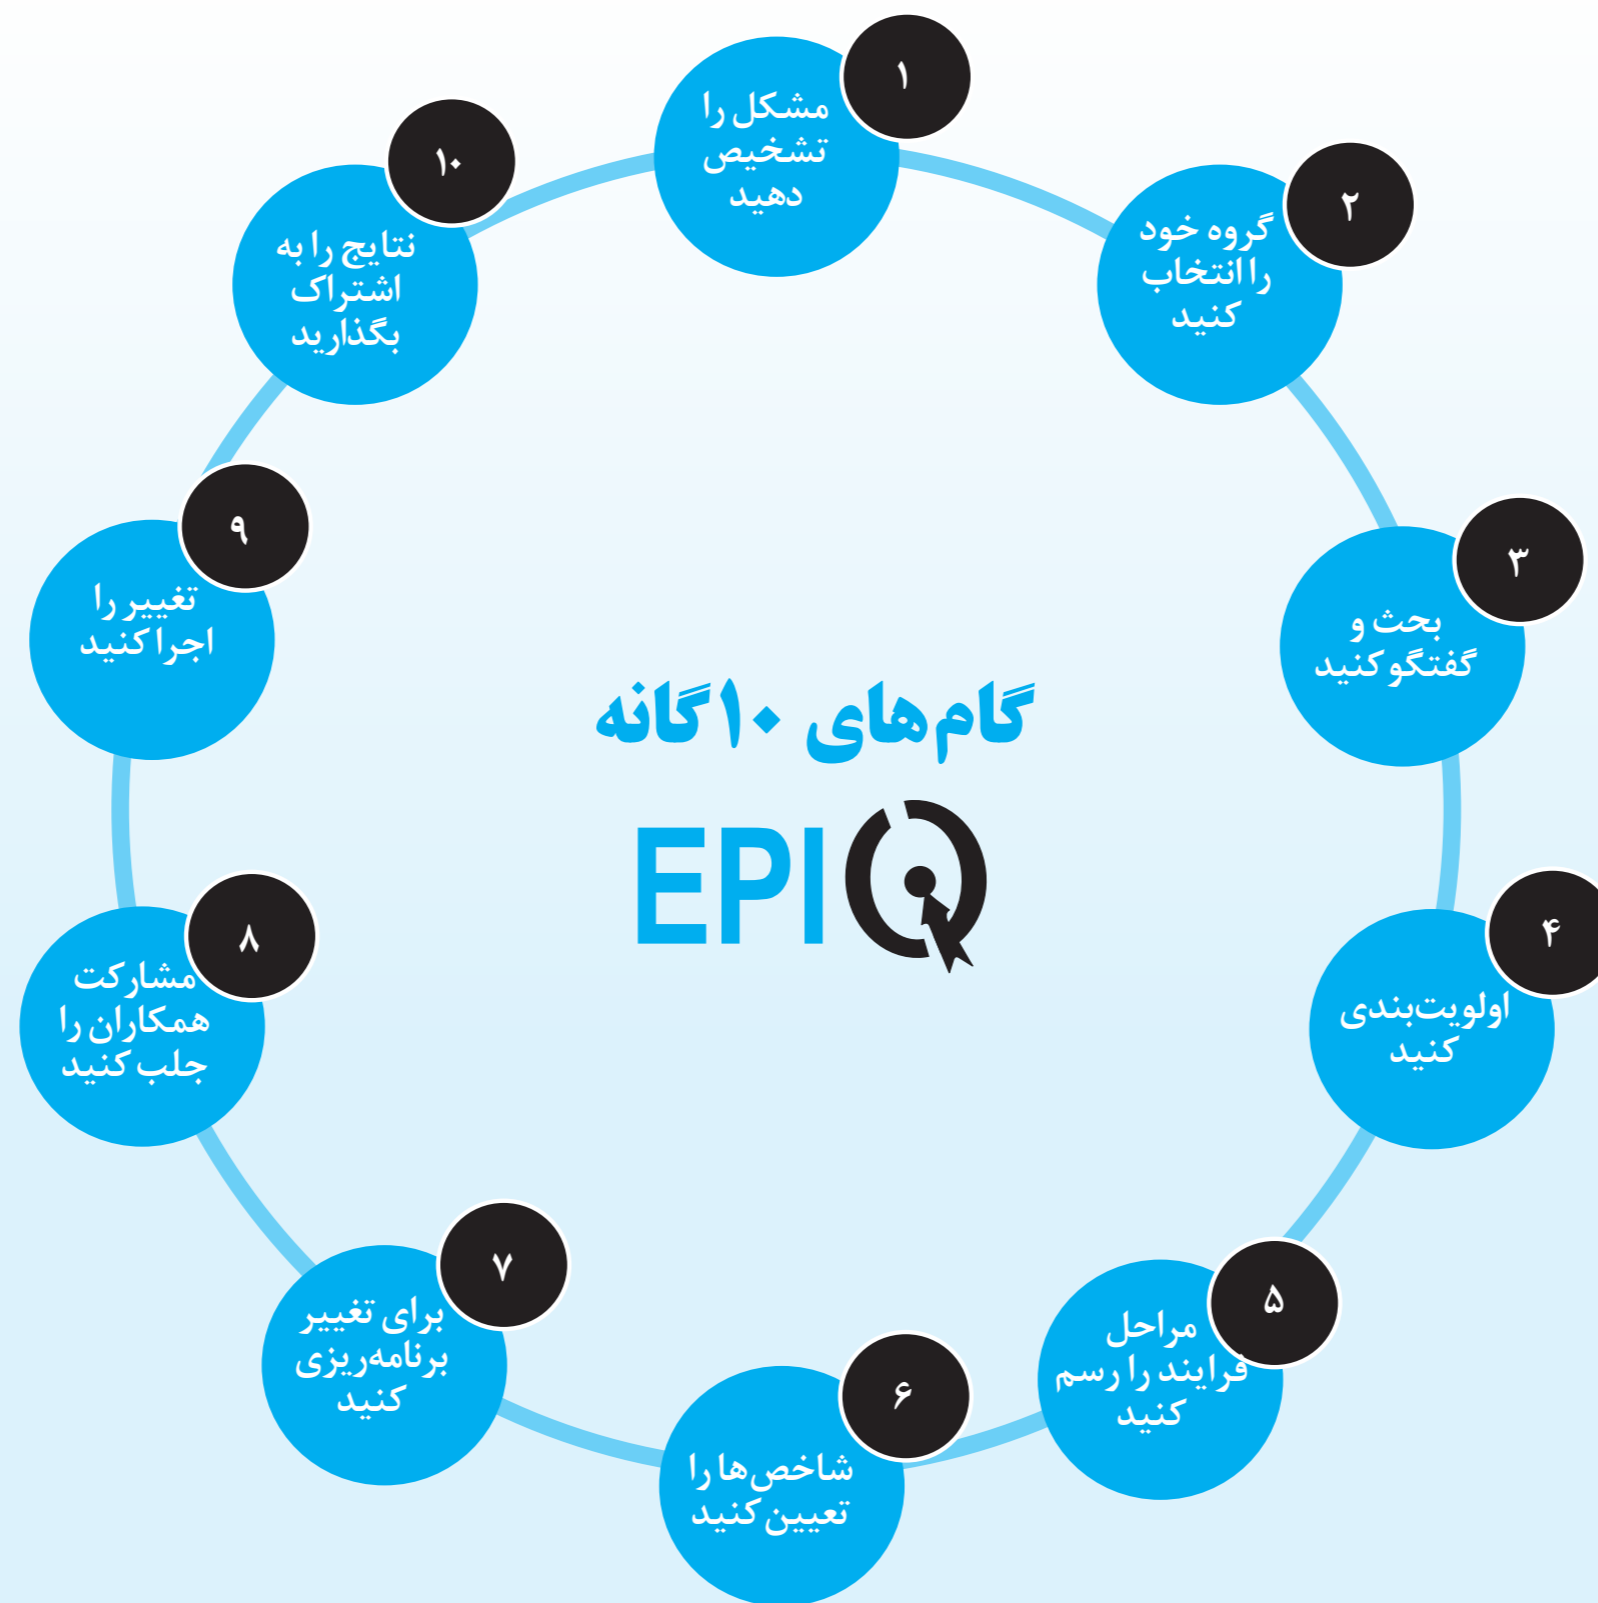 ۱
مشکل را
تشخیص
دهید
۲
گروه خود
را انتخاب
کنید
۳
بحث و
گفتگو کنید
۴
اولویت‌بندی
کنید
۵
مراحل
فرایند را رسم
کنید
۶
شاخص‌ها را
تعیین کنید
۷
برای تغییر
برنامه‌ریزی
کنید
۸
مشارکت
همکاران را
جلب کنید
۹
تغییر را
اجرا کنید
۱۰
نتایج را به
اشتراک
بگذارید
گام‌های ۱۰ گانه
EPIQ